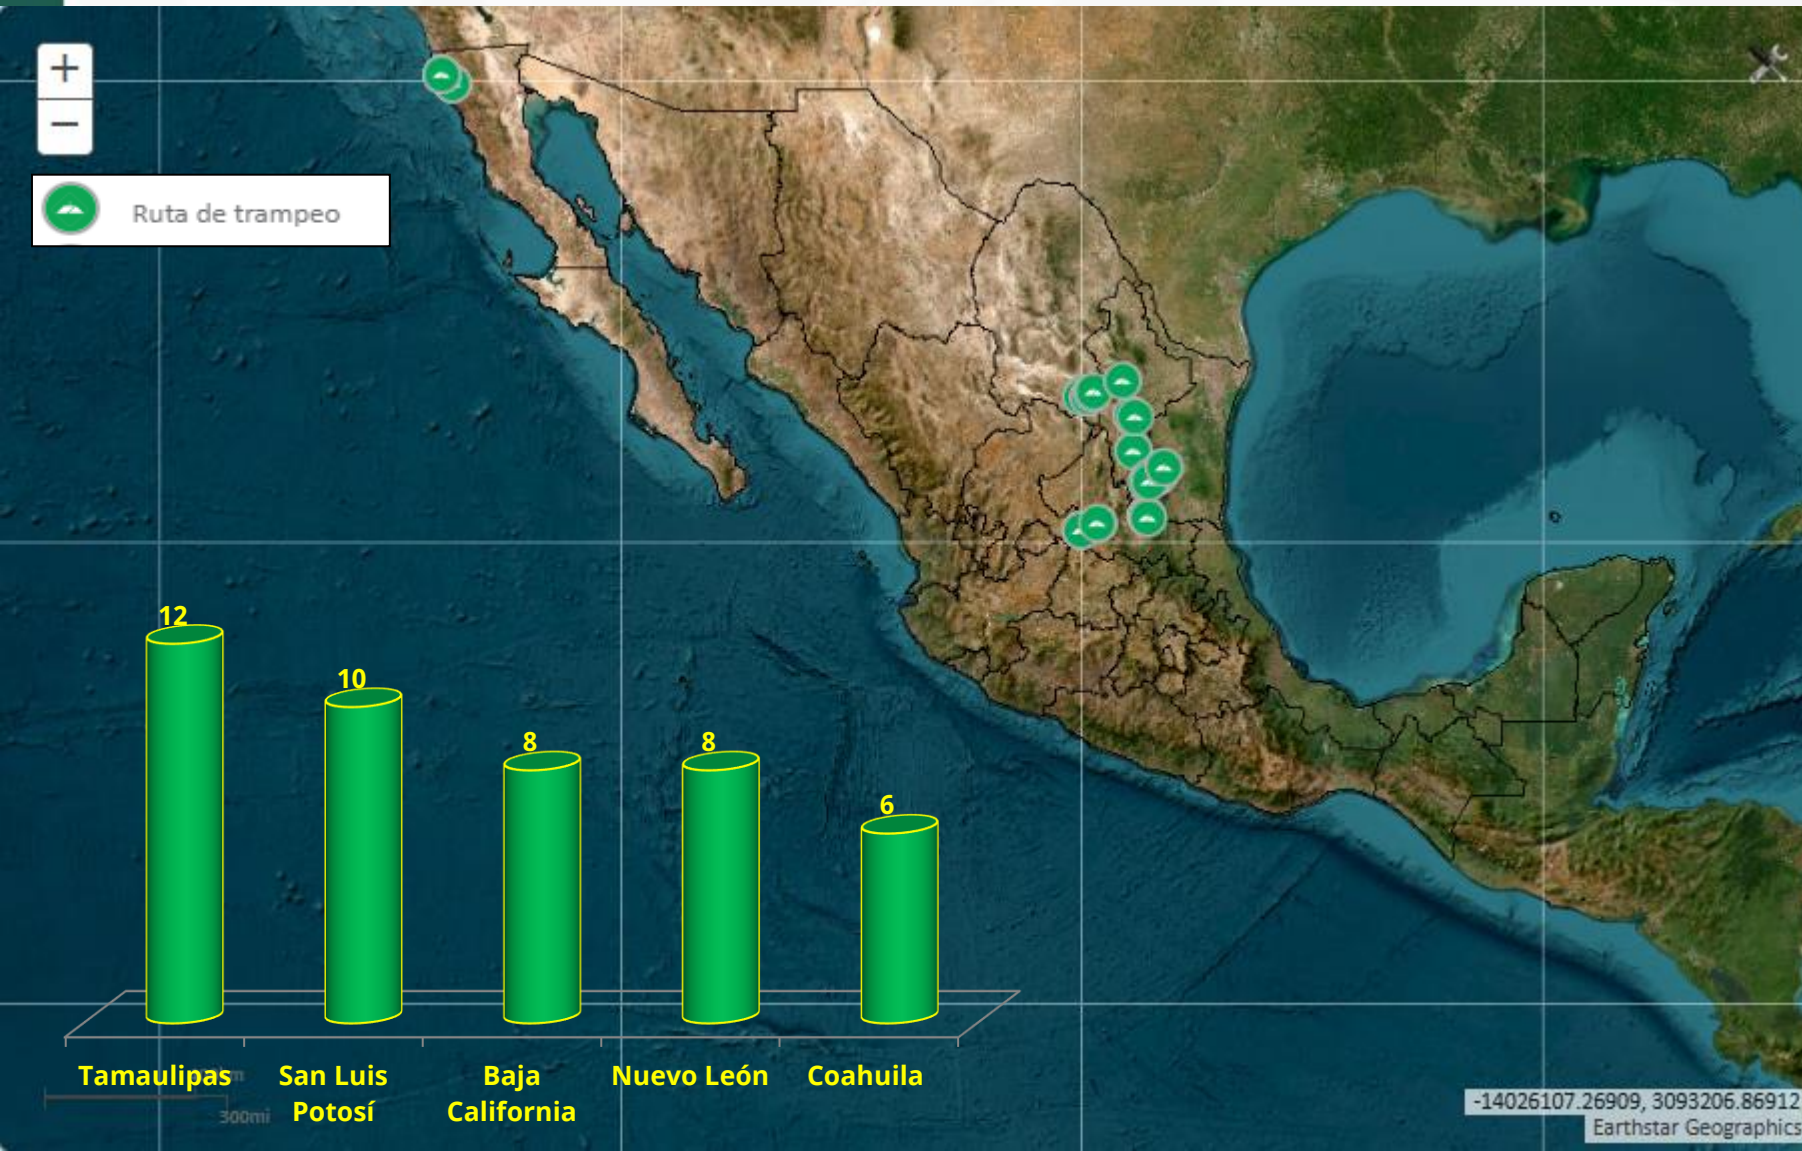 +
−
Ruta de trampeo
12
10
8
8
6
Tamaulipas
San Luis
Potosí
Baja
California
Nuevo León
Coahuila
300mi
-14026107.26909, 3093206.86912
Earthstar Geographics